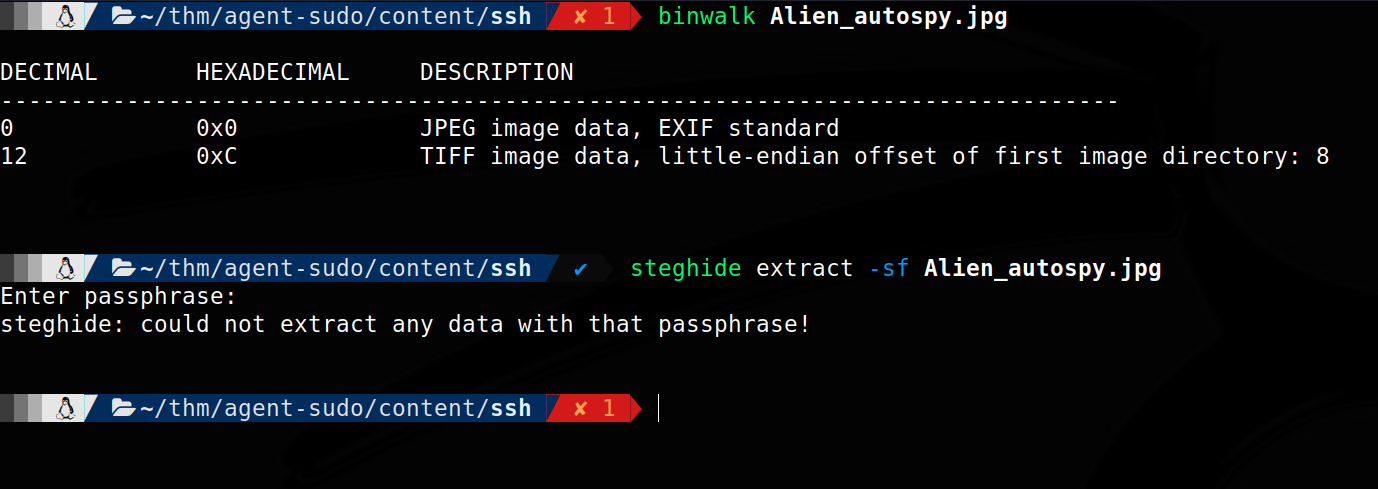 ~/thm/agent-sudo/content/ssh ✘ 1 binwalk Alien_autospy.jpg
DECIMAL HEXADECIMAL DESCRIPTION
--------------------------------------------------------------------------------
0 0x0 JPEG image data, EXIF standard
12 0xC TIFF image data, little-endian offset of first image directory: 8
~/thm/agent-sudo/content/ssh ✔ steghide extract -sf Alien_autospy.jpg
Enter passphrase:
steghide: could not extract any data with that passphrase!
~/thm/agent-sudo/content/ssh ✘ 1